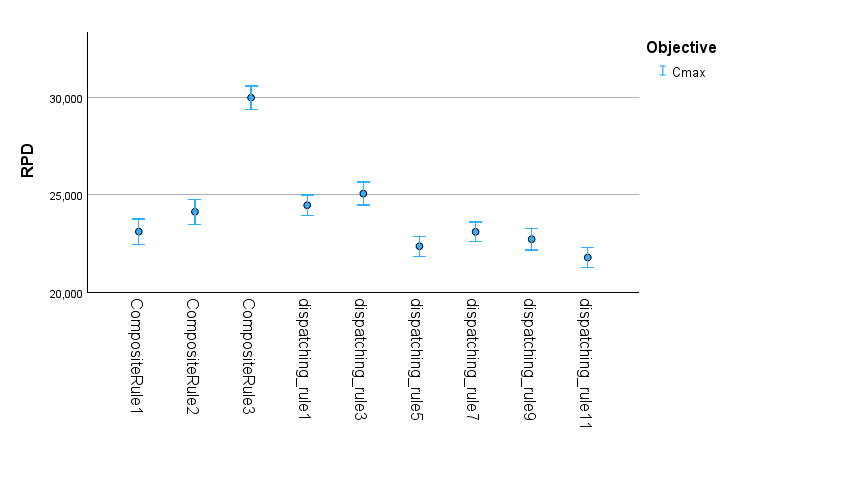 Objective
Cmax
RPD
30,000
25,000
20,000
CompositeRule1
CompositeRule2
CompositeRule3
dispatching_rule1
dispatching_rule3
dispatching_rule5
dispatching_rule7
dispatching_rule9
dispatching_rule11